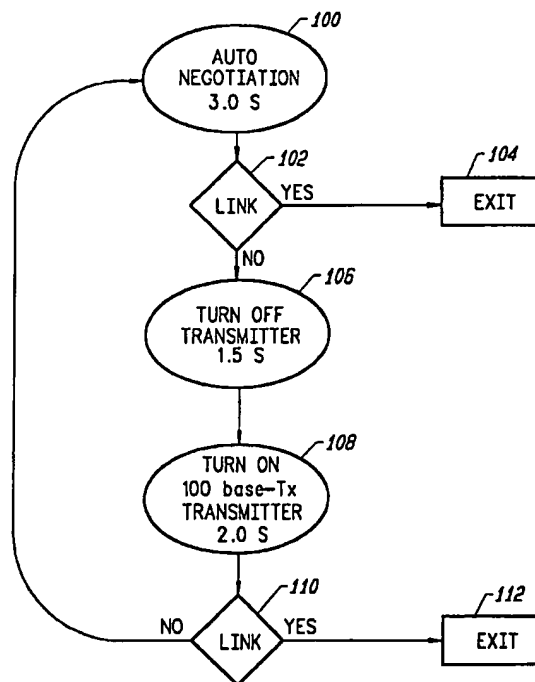 100
AUTO
NEGOTIATION
3.0 S
102
LINK
YES
104
EXIT
NO
106
TURN OFF
TRANSMITTER
1.5 S
108
TURN ON
100 base-Tx
TRANSMITTER
2.0 S
110
NO
LINK
YES
112
EXIT